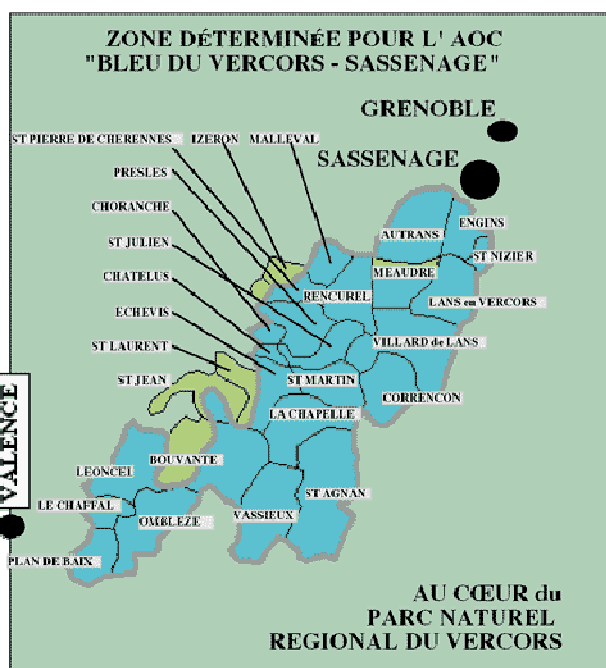 ZONE DÉTERMINÉE POUR L' AOC
"BLEU DU VERCORS - SASSENAGE"
GRENOBLE
ST PIERRE DE CHERENNES IZERON MALLEVAL
SASSENAGE
PRESLES
CHORANCHE
ENGINS
AUTRANS
ST JULIEN
ST NIZIER
MEAUDRE
CHATELUS
RENCUREL
LANS en VERCORS
ECHEVIS
VILLARD de LANS
ST LAURENT
ST JEAN
ST MARTIN
CORRENCON
VALENCE
LA CHAPELLE
BOUVANTE
LEONCEL
ST AGNAN
LE CHAFFAL
OMBLEZE
VASSIEUX
PLAN DE BAIX
AU CŒUR du
PARC NATUREL
REGIONAL DU VERCORS